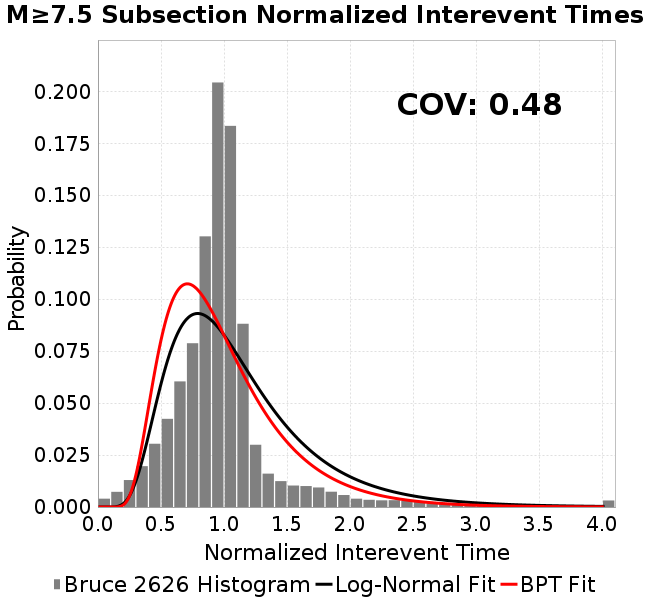 M≥7.5 Subsection Normalized Interevent Times
COV: 0.48
Probability
0.200
0.175
0.150
0.125
0.100
0.075
0.050
0.025
0.000
0.0 0.5 1.0 1.5 2.0 2.5 3.0 3.5 4.0
Normalized Interevent Time
Bruce 2626 Histogram Log-Normal Fit BPT Fit